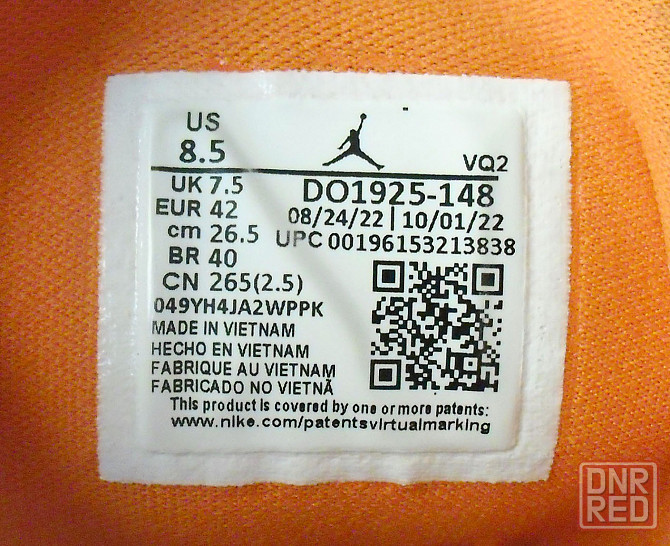 US
8.5
VQ2
UK 7.5
DO1925-148
EUR 42
08/24/22 | 10/01/22
cm 26.5
UPC 00196153213838
BR 40
CN 265(2.5)
049YH4JA2WPPK
MADE IN VIETNAM
HECHO EN VIETNAM
FABRIQUE AU VIETNAM
FABRICADO NO VIETNÃ
This product is covered by one or more patents:
www.nike.com/patentsvirtualmarking
DNR
RED